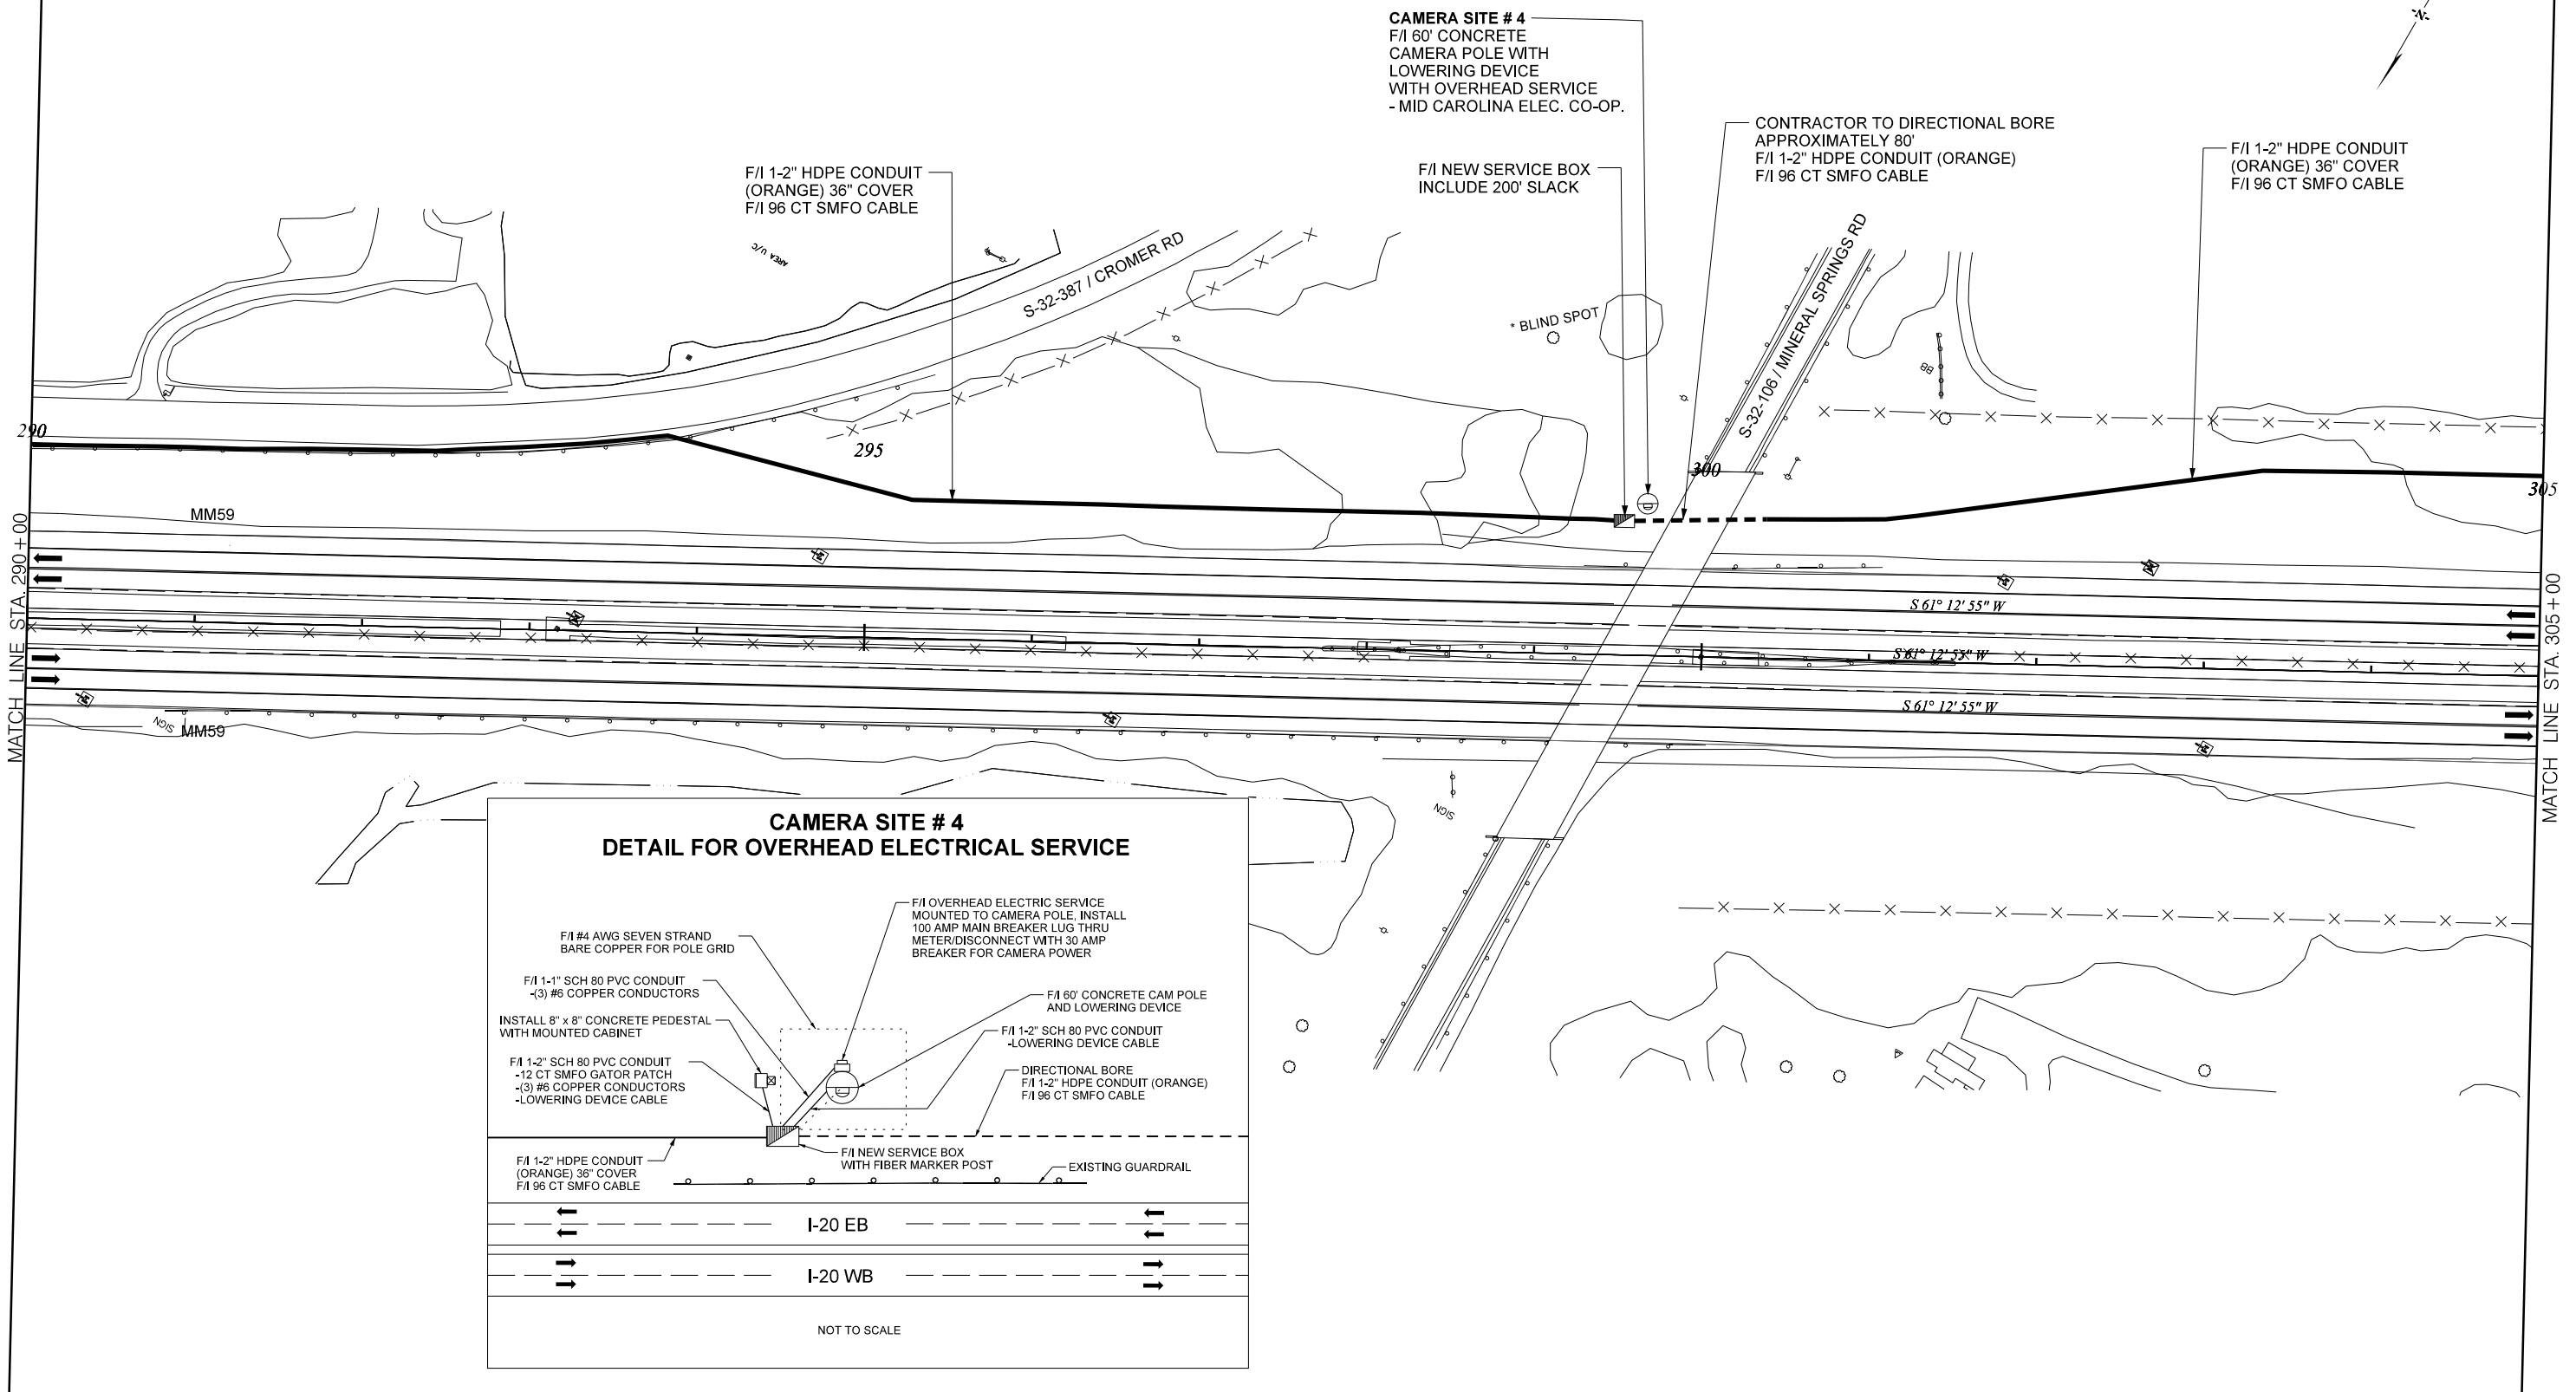 CAMERA SITE # 4
F/I 60' CONCRETE
CAMERA POLE WITH
LOWERING DEVICE
WITH OVERHEAD SERVICE
- MID CAROLINA ELEC. CO-OP.
-N-
F/I 1-2" HDPE CONDUIT
(ORANGE) 36" COVER
F/I 96 CT SMFO CABLE
F/I NEW SERVICE BOX
INCLUDE 200' SLACK
CONTRACTOR TO DIRECTIONAL BORE
APPROXIMATELY 80'
F/I 1-2" HDPE CONDUIT (ORANGE)
F/I 96 CT SMFO CABLE
F/I 1-2" HDPE CONDUIT
(ORANGE) 36" COVER
F/I 96 CT SMFO CABLE
AREA U/C
S-32-387 / CROMER RD
* BLIND SPOT
S-32-106 / MINERAL SPRINGS RD
BB
290
295
300
305
MM59
MATCH LINE STA. 290+00
MATCH LINE STA. 305+00
S 61° 12' 55" W
S 61° 12' 55" W
S 61° 12' 55" W
SIGN
MM59
SIGN
CAMERA SITE # 4
DETAIL FOR OVERHEAD ELECTRICAL SERVICE
F/I OVERHEAD ELECTRIC SERVICE
MOUNTED TO CAMERA POLE, INSTALL
100 AMP MAIN BREAKER LUG THRU
METER/DISCONNECT WITH 30 AMP
BREAKER FOR CAMERA POWER
F/I #4 AWG SEVEN STRAND
BARE COPPER FOR POLE GRID
F/I 1-1" SCH 80 PVC CONDUIT
-(3) #6 COPPER CONDUCTORS
F/I 60' CONCRETE CAM POLE
AND LOWERING DEVICE
INSTALL 8" x 8" CONCRETE PEDESTAL
WITH MOUNTED CABINET
F/I 1-2" SCH 80 PVC CONDUIT
-LOWERING DEVICE CABLE
F/I 1-2" SCH 80 PVC CONDUIT
-12 CT SMFO GATOR PATCH
-(3) #6 COPPER CONDUCTORS
-LOWERING DEVICE CABLE
DIRECTIONAL BORE
F/I 1-2" HDPE CONDUIT (ORANGE)
F/I 96 CT SMFO CABLE
F/I 1-2" HDPE CONDUIT
(ORANGE) 36" COVER
F/I 96 CT SMFO CABLE
F/I NEW SERVICE BOX
WITH FIBER MARKER POST
EXISTING GUARDRAIL
I-20 EB
I-20 WB
NOT TO SCALE